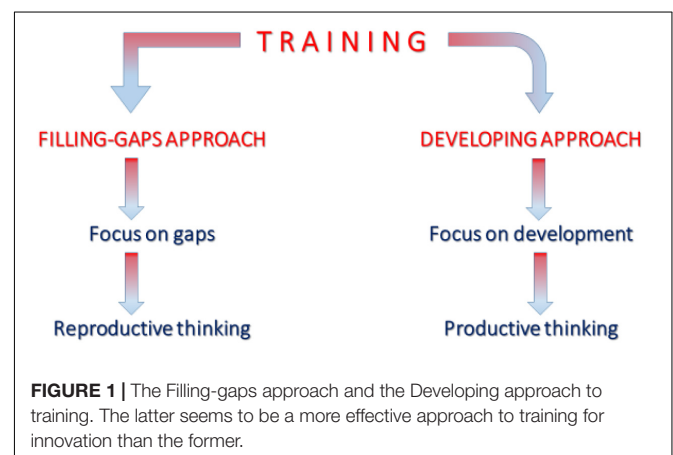 TRAINING
FILLING-GAPS APPROACH
DEVELOPING APPROACH
Focus on gaps
Focus on development
Reproductive thinking
Productive thinking
FIGURE 1 | The Filling-gaps approach and the Developing approach to
training. The latter seems to be a more effective approach to training for
innovation than the former.